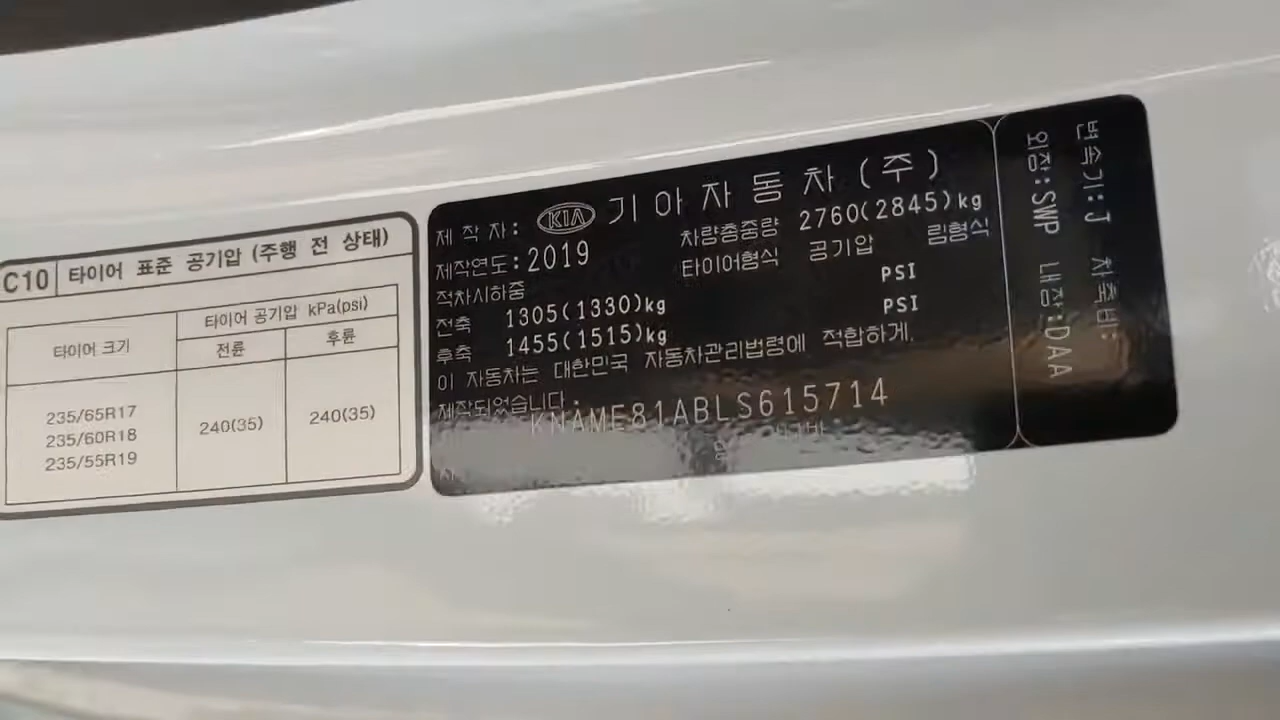 C10 타이어 표준 공기압 (주행 전 상태)
타이어 크기
타이어 공기압 kPa(psi)
전륜
후륜
235/65R17
235/60R18
235/55R19
240(35)
240(35)
제 작 자: KIA 기 아 자 동 차 (주)
제작연도: 2019
차량총중량 2760(2845)kg
적차시하중
타이어형식 공기압 림형식
전축 1305(1330)kg PSI
후축 1455(1515)kg PSI
이 자동차는 대한민국 자동차관리법령에 적합하게.
제작되었습니다.
KNAME81ABLS615714
변속기:J 차축비:
외장:SWP 내장:DAA